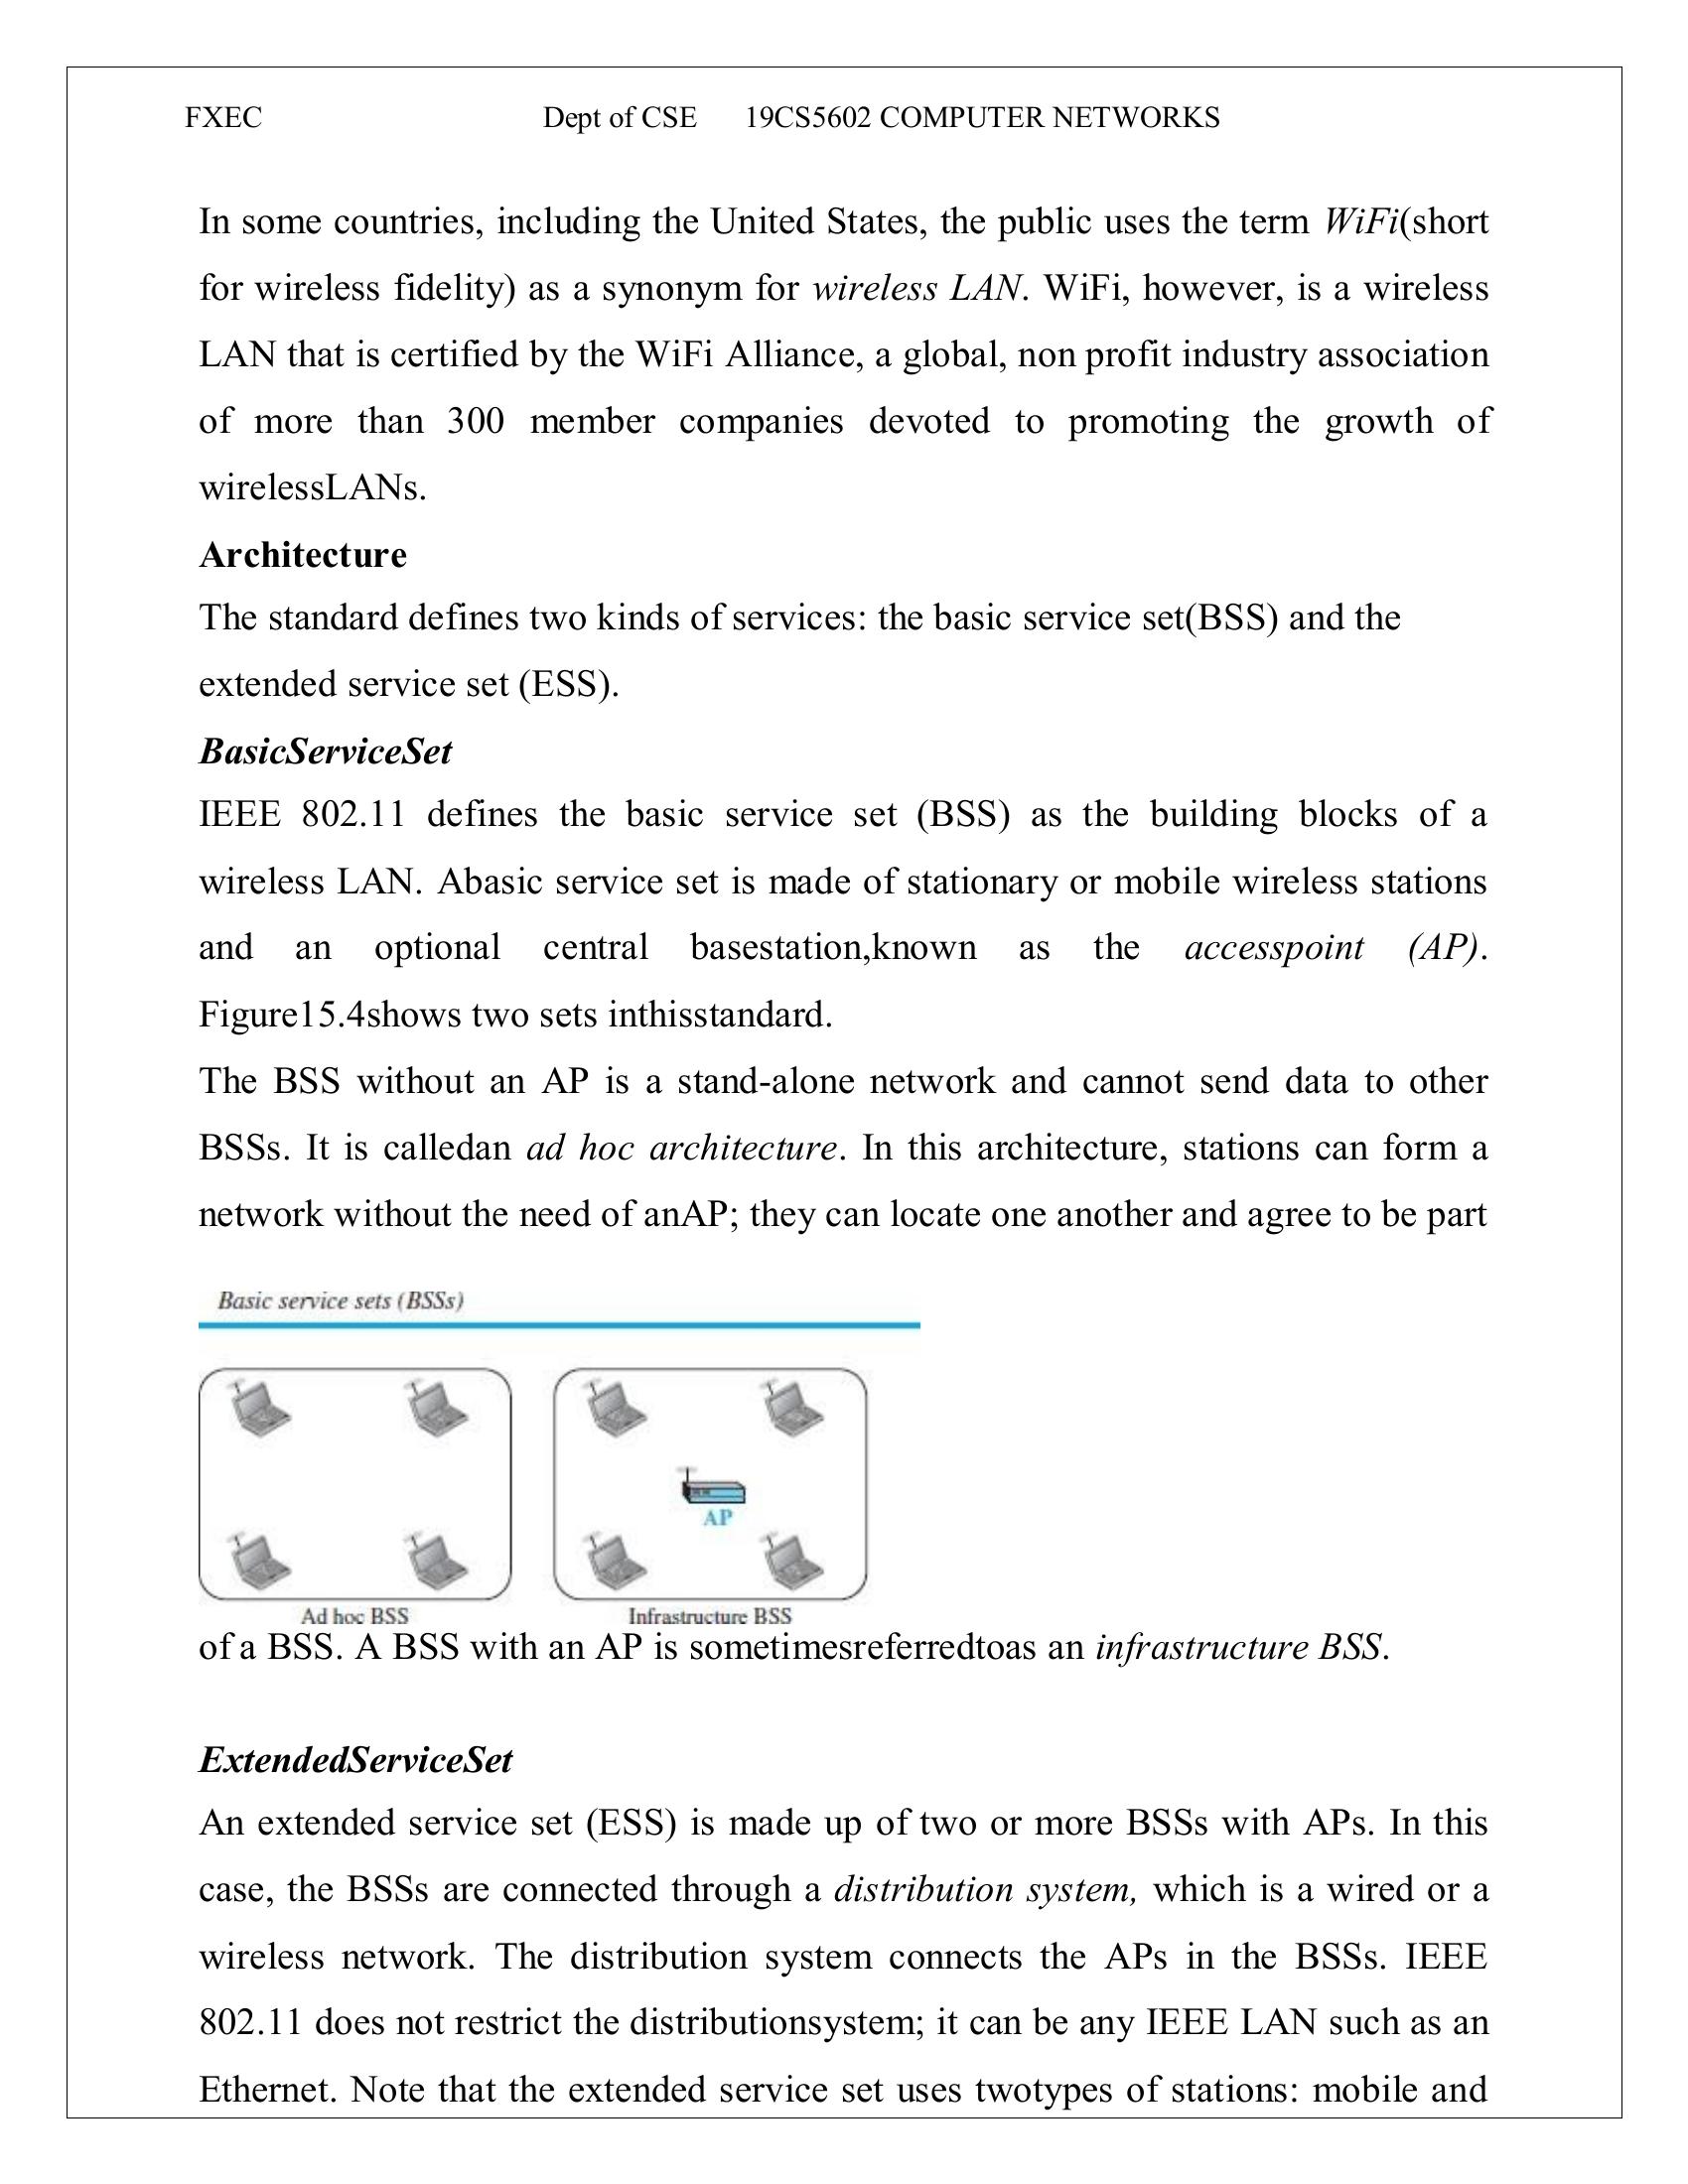 FXEC Dept of CSE 19CS5602 COMPUTER NETWORKS
In some countries, including the United States, the public uses the term WiFi(short
for wireless fidelity) as a synonym for wireless LAN. WiFi, however, is a wireless
LAN that is certified by the WiFi Alliance, a global, non profit industry association
of more than 300 member companies devoted to promoting the growth of
wirelessLANs.
Architecture
The standard defines two kinds of services: the basic service set(BSS) and the
extended service set (ESS).
BasicServiceSet
IEEE 802.11 defines the basic service set (BSS) as the building blocks of a
wireless LAN. Abasic service set is made of stationary or mobile wireless stations
and an optional central basestation,known as the accesspoint (AP).
Figure15.4shows two sets inthisstandard.
The BSS without an AP is a stand-alone network and cannot send data to other
BSSs. It is calledan ad hoc architecture. In this architecture, stations can form a
network without the need of anAP; they can locate one another and agree to be part
Basic service sets (BSSs)
AP
Ad hoc BSS Infrastructure BSS
of a BSS. A BSS with an AP is sometimesreferredtoas an infrastructure BSS.
ExtendedServiceSet
An extended service set (ESS) is made up of two or more BSSs with APs. In this
case, the BSSs are connected through a distribution system, which is a wired or a
wireless network. The distribution system connects the APs in the BSSs. IEEE
802.11 does not restrict the distributionsystem; it can be any IEEE LAN such as an
Ethernet. Note that the extended service set uses twotypes of stations: mobile and